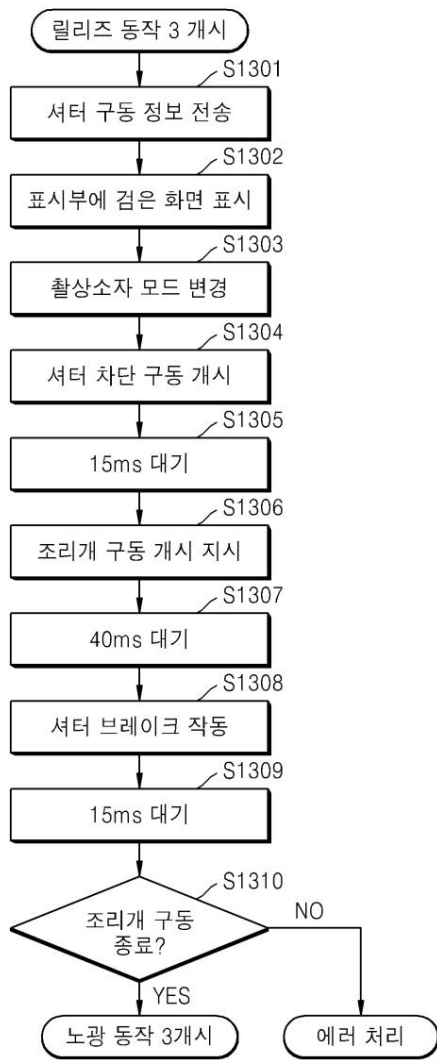 릴리즈 동작 3 개시
S1301
셔터 구동 정보 전송
S1302
표시부에 검은 화면 표시
S1303
촬상소자 모드 변경
S1304
셔터 차단 구동 개시
S1305
15ms 대기
S1306
조리개 구동 개시 지시
S1307
40ms 대기
S1308
셔터 브레이크 작동
S1309
15ms 대기
S1310
조리개 구동
종료?
NO
YES
노광 동작 3개시
에러 처리